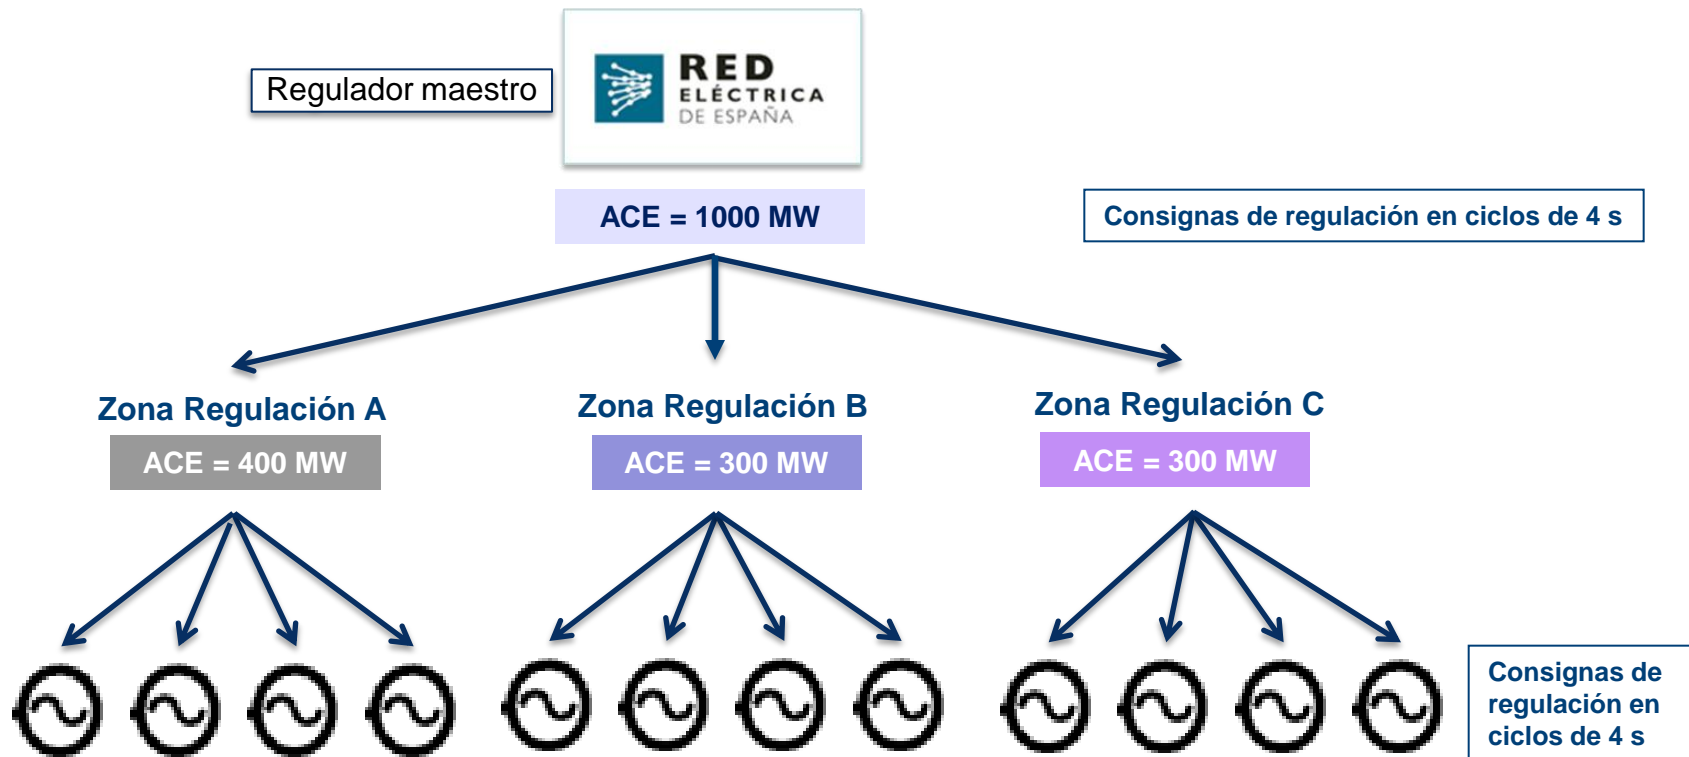 Regulador maestro
RED
ELÉCTRICA
DE ESPAÑA
ACE = 1000 MW
Consignas de regulación en ciclos de 4 s
Zona Regulación A
Zona Regulación B
Zona Regulación C
ACE = 400 MW
ACE = 300 MW
ACE = 300 MW
Consignas de
regulación en
ciclos de 4 s